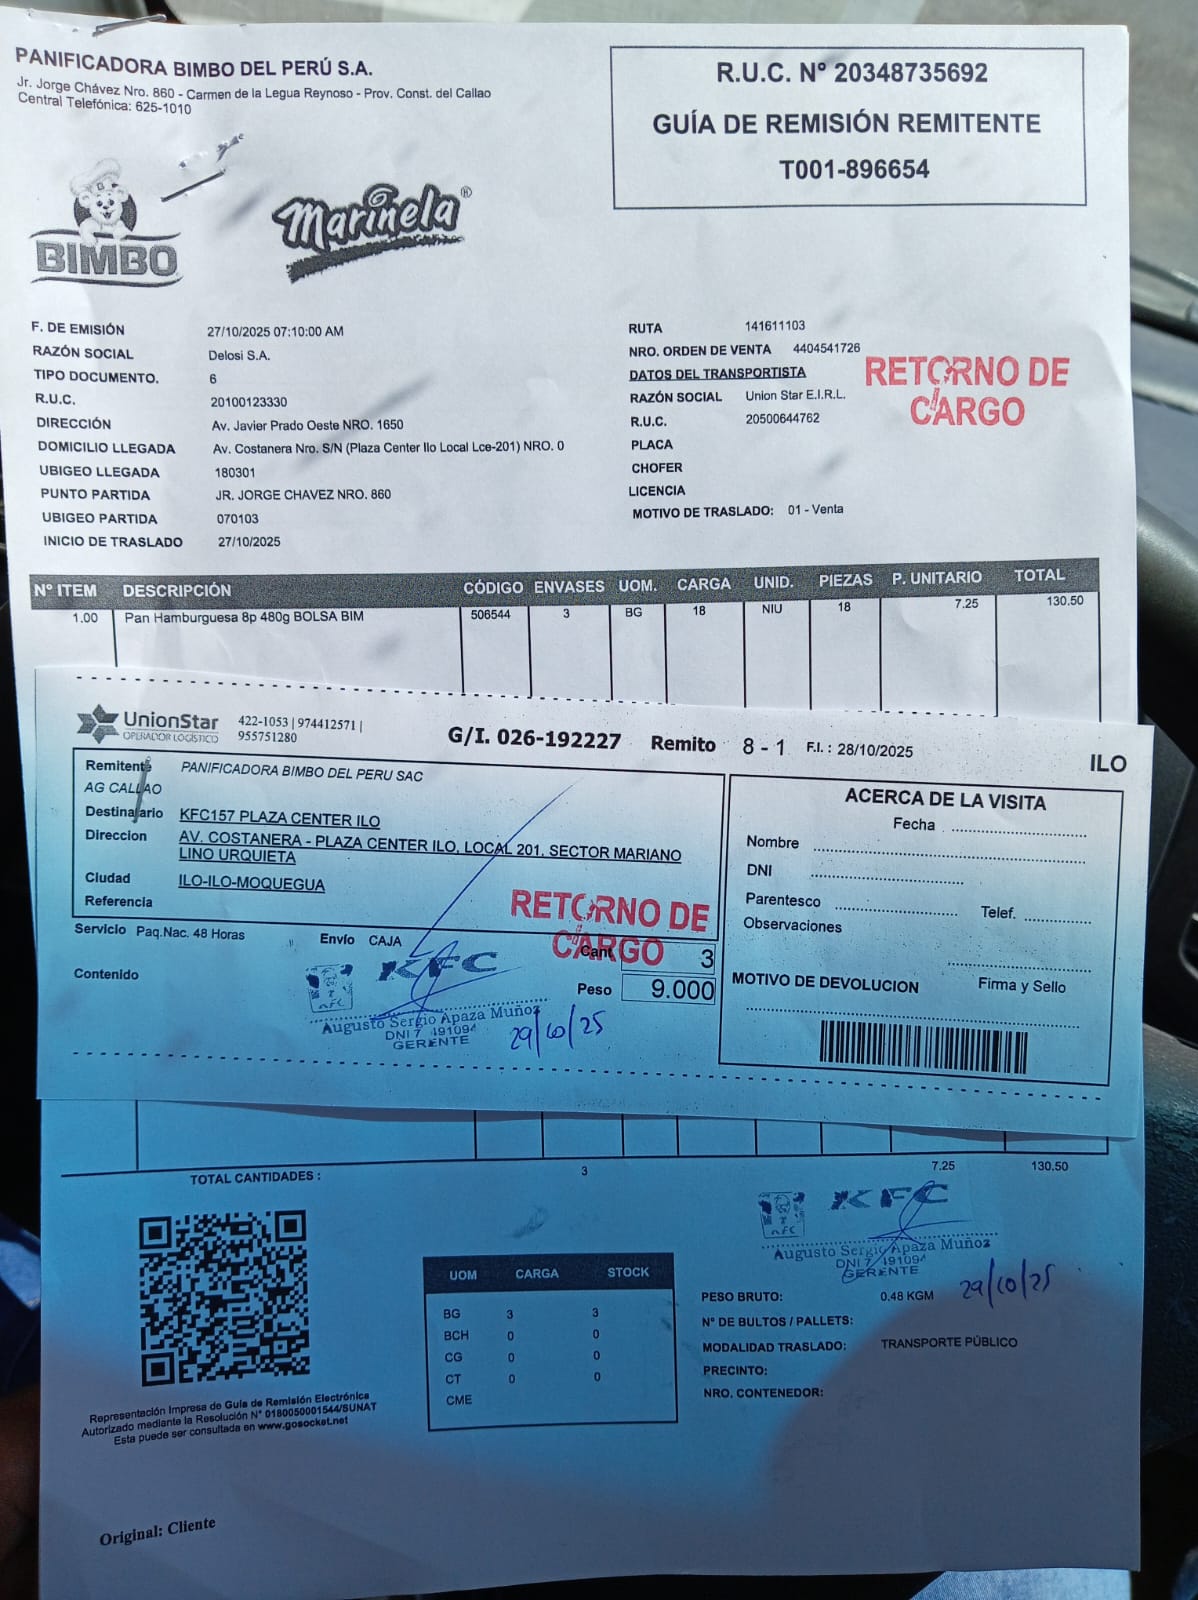 PANIFICADORA BIMBO DEL PERÚ S.A.
Jr. Jorge Chávez Nro. 860 - Carmen de la Legua Reynoso - Prov. Const. del Callao
Central Telefónica: 625-1010
R.U.C. Nº 20348735692
GUÍA DE REMISIÓN REMITENTE
T001-896654
BIMBO
Marinela®
F. DE EMISIÓN 27/10/2025 07:10:00 AM
RAZÓN SOCIAL Delosi S.A.
TIPO DOCUMENTO. 6
R.U.C. 20100123330
DIRECCIÓN Av. Javier Prado Oeste NRO. 1650
DOMICILIO LLEGADA Av. Costanera Nro. S/N (Plaza Center Ilo Local Lce-201) NRO. 0
UBIGEO LLEGADA 180301
PUNTO PARTIDA JR. JORGE CHAVEZ NRO. 860
UBIGEO PARTIDA 070103
INICIO DE TRASLADO 27/10/2025
RUTA 141611103
NRO. ORDEN DE VENTA 4404541726
DATOS DEL TRANSPORTISTA
RAZÓN SOCIAL Union Star E.I.R.L.
R.U.C. 20500644762
PLACA
CHOFER
LICENCIA
MOTIVO DE TRASLADO: 01 - Venta
RETORNO DE
CARGO
Nº ITEM DESCRIPCIÓN CÓDIGO ENVASES UOM. CARGA UNID. PIEZAS P. UNITARIO TOTAL
1.00 Pan Hamburguesa 8p 480g BOLSA BIM 506544 3 BG 18 NIU 18 7.25 130.50
UnionStar
OPERADOR LOGÍSTICO
422-1053 | 974412571 |
955751280
G/I. 026-192227 Remito 8 - 1 F.I. : 28/10/2025 ILO
Remitente PANIFICADORA BIMBO DEL PERU SAC
AG CALLAO
Destinatario KFC157 PLAZA CENTER ILO
Direccion AV. COSTANERA - PLAZA CENTER ILO, LOCAL 201, SECTOR MARIANO
LINO URQUIETA
Ciudad ILO-ILO-MOQUEGUA
Referencia
Servicio Paq.Nac. 48 Horas Envío CAJA
Cant 3
Contenido
Peso 9.000
RETORNO DE
CARGO
KFC
Augusto Sergio Apaza Muñoz
GERENTE
29/10/25
ACERCA DE LA VISITA
Fecha
Nombre
DNI
Parentesco Telef.
Observaciones
MOTIVO DE DEVOLUCION Firma y Sello
TOTAL CANTIDADES : 3 7.25 130.50
KFC
Augusto Sergio Apaza Muñoz
GERENTE
29/10/25
UOM CARGA STOCK
BG 3 3
BCH 0 0
CG 0 0
CT 0 0
CME
PESO BRUTO: 0.48 KGM
Nº DE BULTOS / PALLETS:
MODALIDAD TRASLADO: TRANSPORTE PÚBLICO
PRECINTO:
NRO. CONTENEDOR:
Representación Impresa de Guía de Remisión Electrónica
Autorizado mediante la Resolución Nº 0180050001544/SUNAT
Esta puede ser consultada en www.gosocket.net
Original: Cliente